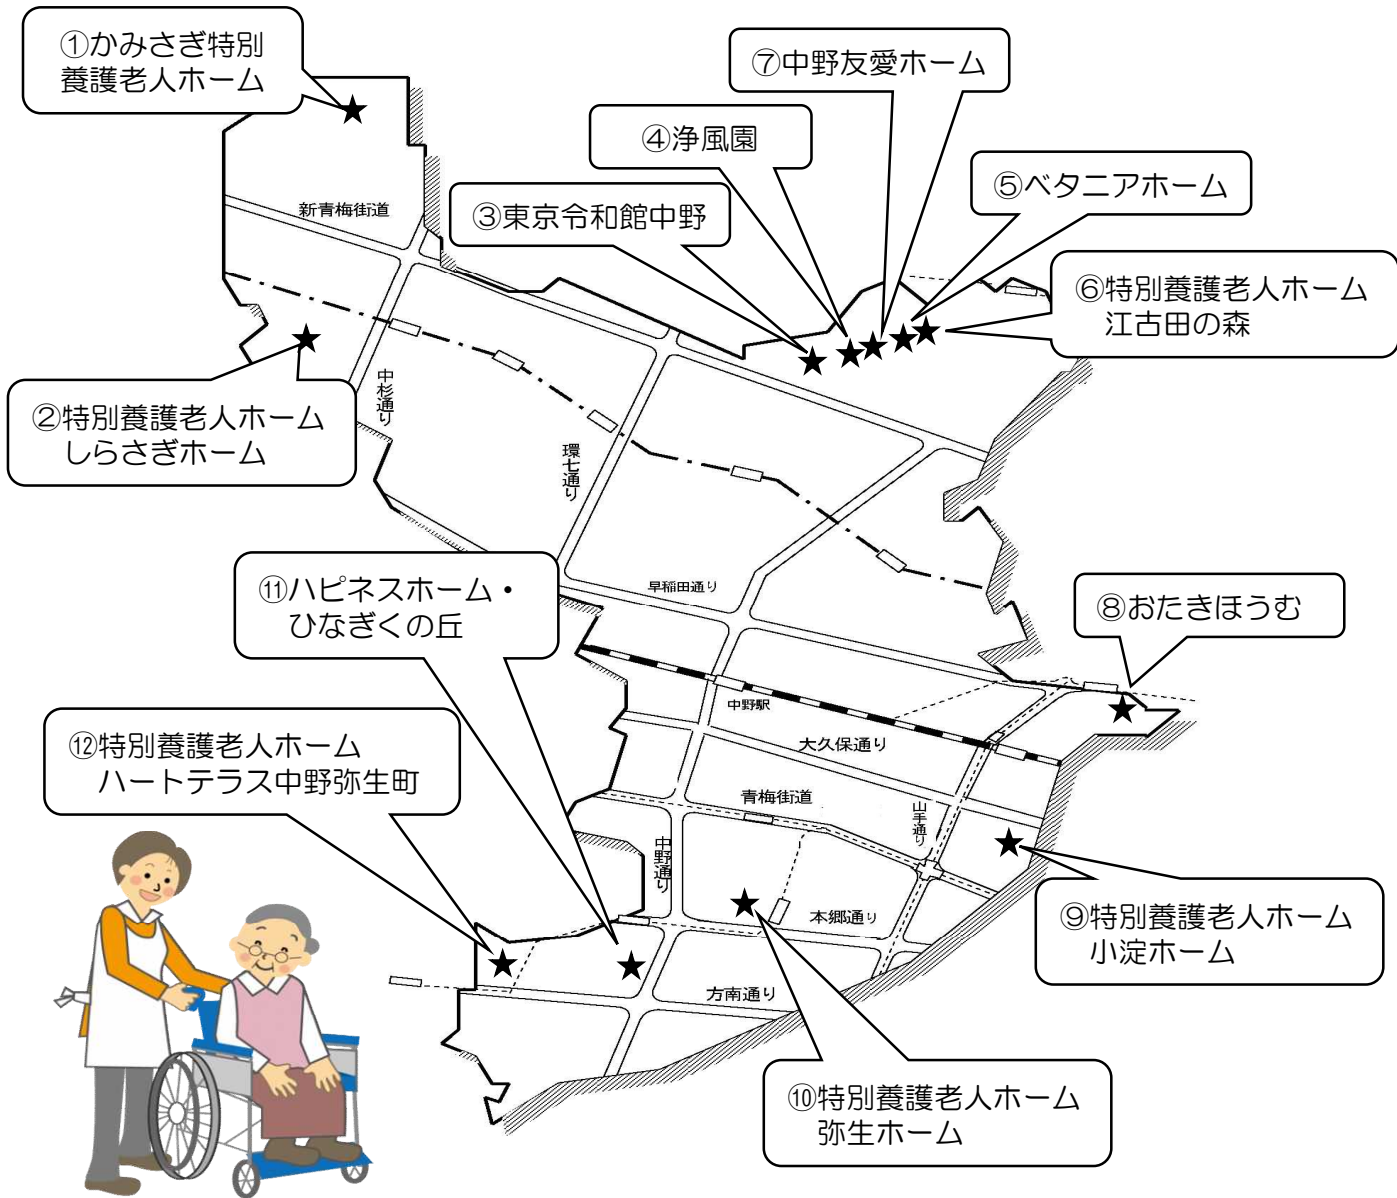 ①かみさぎ特別
養護老人ホーム
⑦中野友愛ホーム
④浄風園
⑤ベタニアホーム
③東京令和館中野
⑥特別養護老人ホーム
江古田の森
新青梅街道
②特別養護老人ホーム
しらさぎホーム
中杉通り
環七通り
早稲田通り
⑪ハピネスホーム・
ひなぎくの丘
⑧おたきほうむ
中野駅
大久保通り
⑫特別養護老人ホーム
ハートテラス中野弥生町
青梅街道
山手通り
中野通り
本郷通り
⑨特別養護老人ホーム
小淀ホーム
方南通り
⑩特別養護老人ホーム
弥生ホーム